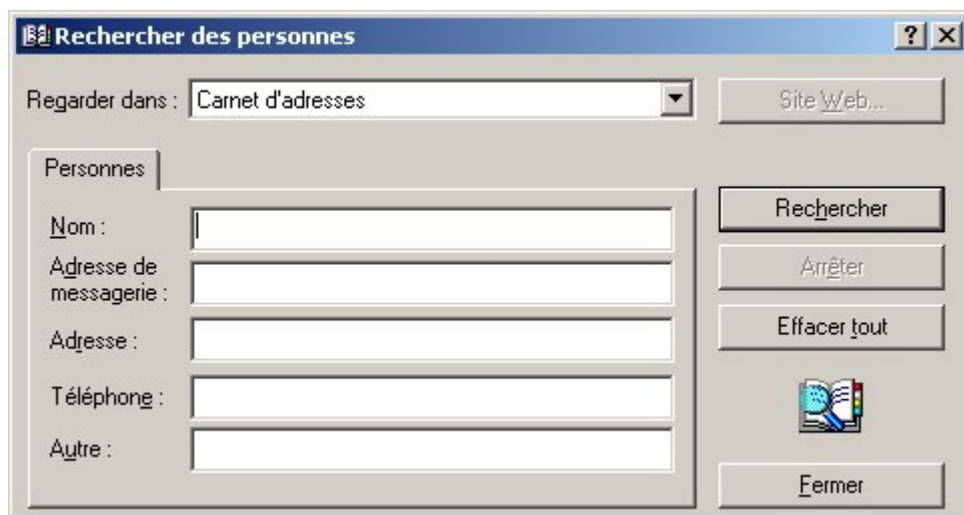 Rechercher des personnes
Regarder dans : Carnet d'adresses
Site Web...
Personnes
Nom :
Adresse de
messagerie :
Adresse :
Téléphone :
Autre :
Rechercher
Arrêter
Effacer tout
Fermer